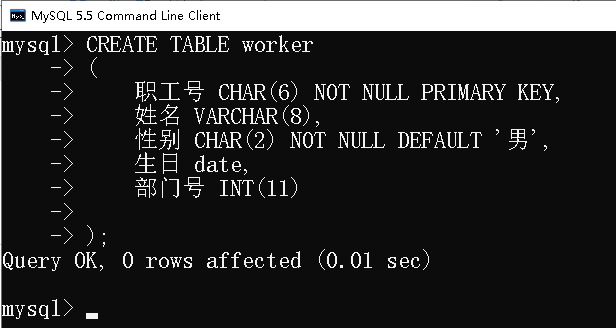 MySQL 5.5 Command Line Client
mysql> CREATE TABLE worker
    -> (
    ->     职工号 CHAR(6) NOT NULL PRIMARY KEY,
    ->     姓名 VARCHAR(8),
    ->     性别 CHAR(2) NOT NULL DEFAULT '男',
    ->     生日 date,
    ->     部门号 INT(11)
    ->
    -> );
Query OK, 0 rows affected (0.01 sec)
mysql>